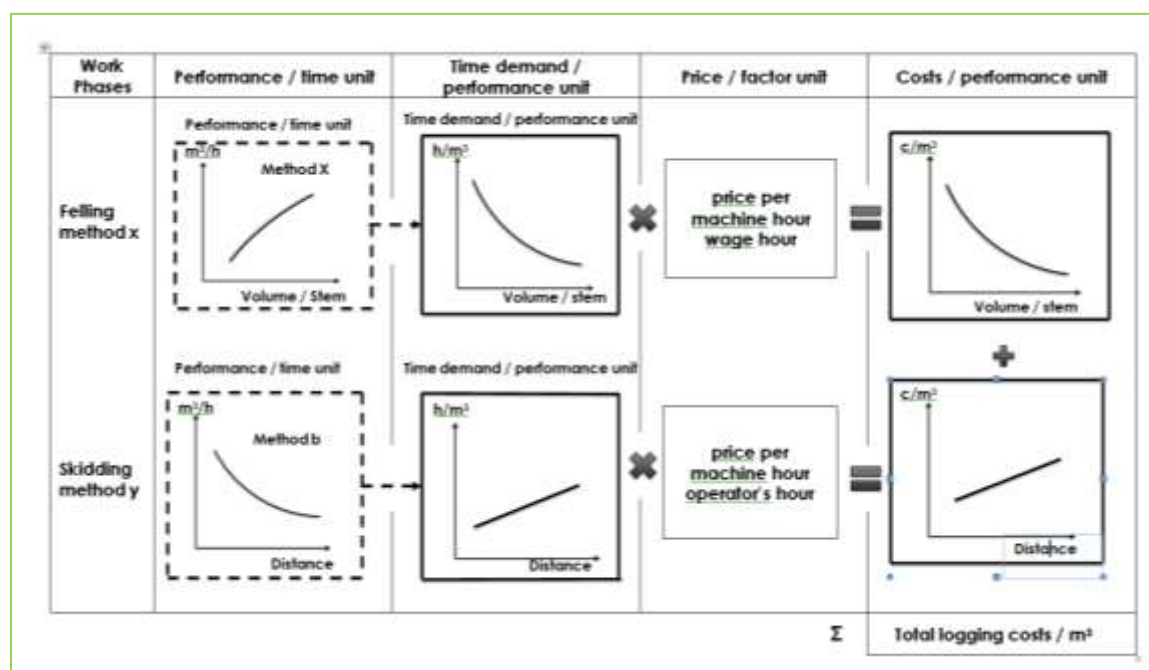 Work
Phases
Performance / time unit
Time demand /
performance unit
Price / factor unit
Costs / performance unit
Felling
method x
Performance / time unit
m³/h
Method X
Volume / Stem
Time demand / performance unit
h/m³
Volume / stem
price per
machine hour
wage hour
c/m³
Volume / stem
Skidding
method y
Performance / time unit
m³/h
Method b
Distance
Time demand / performance unit
h/m³
Distance
price per
machine hour
operator's hour
c/m³
Distance
Σ
Total logging costs / m³